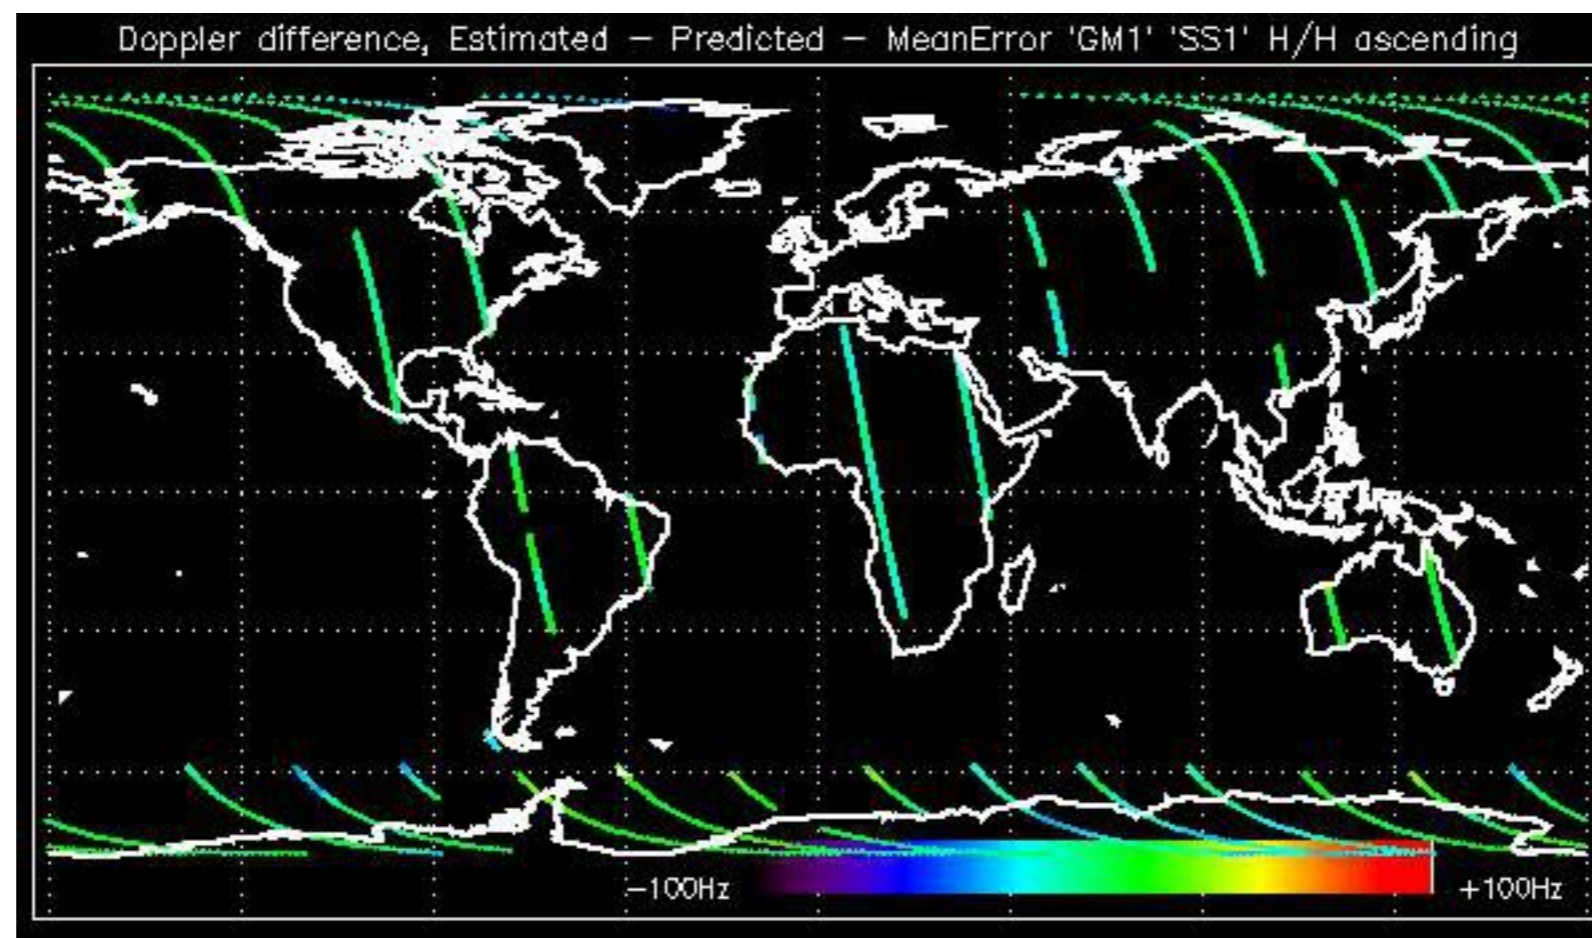 Doppler difference, Estimated – Predicted – MeanError 'GM1' 'SS1' H/H ascending
–100Hz
+100Hz